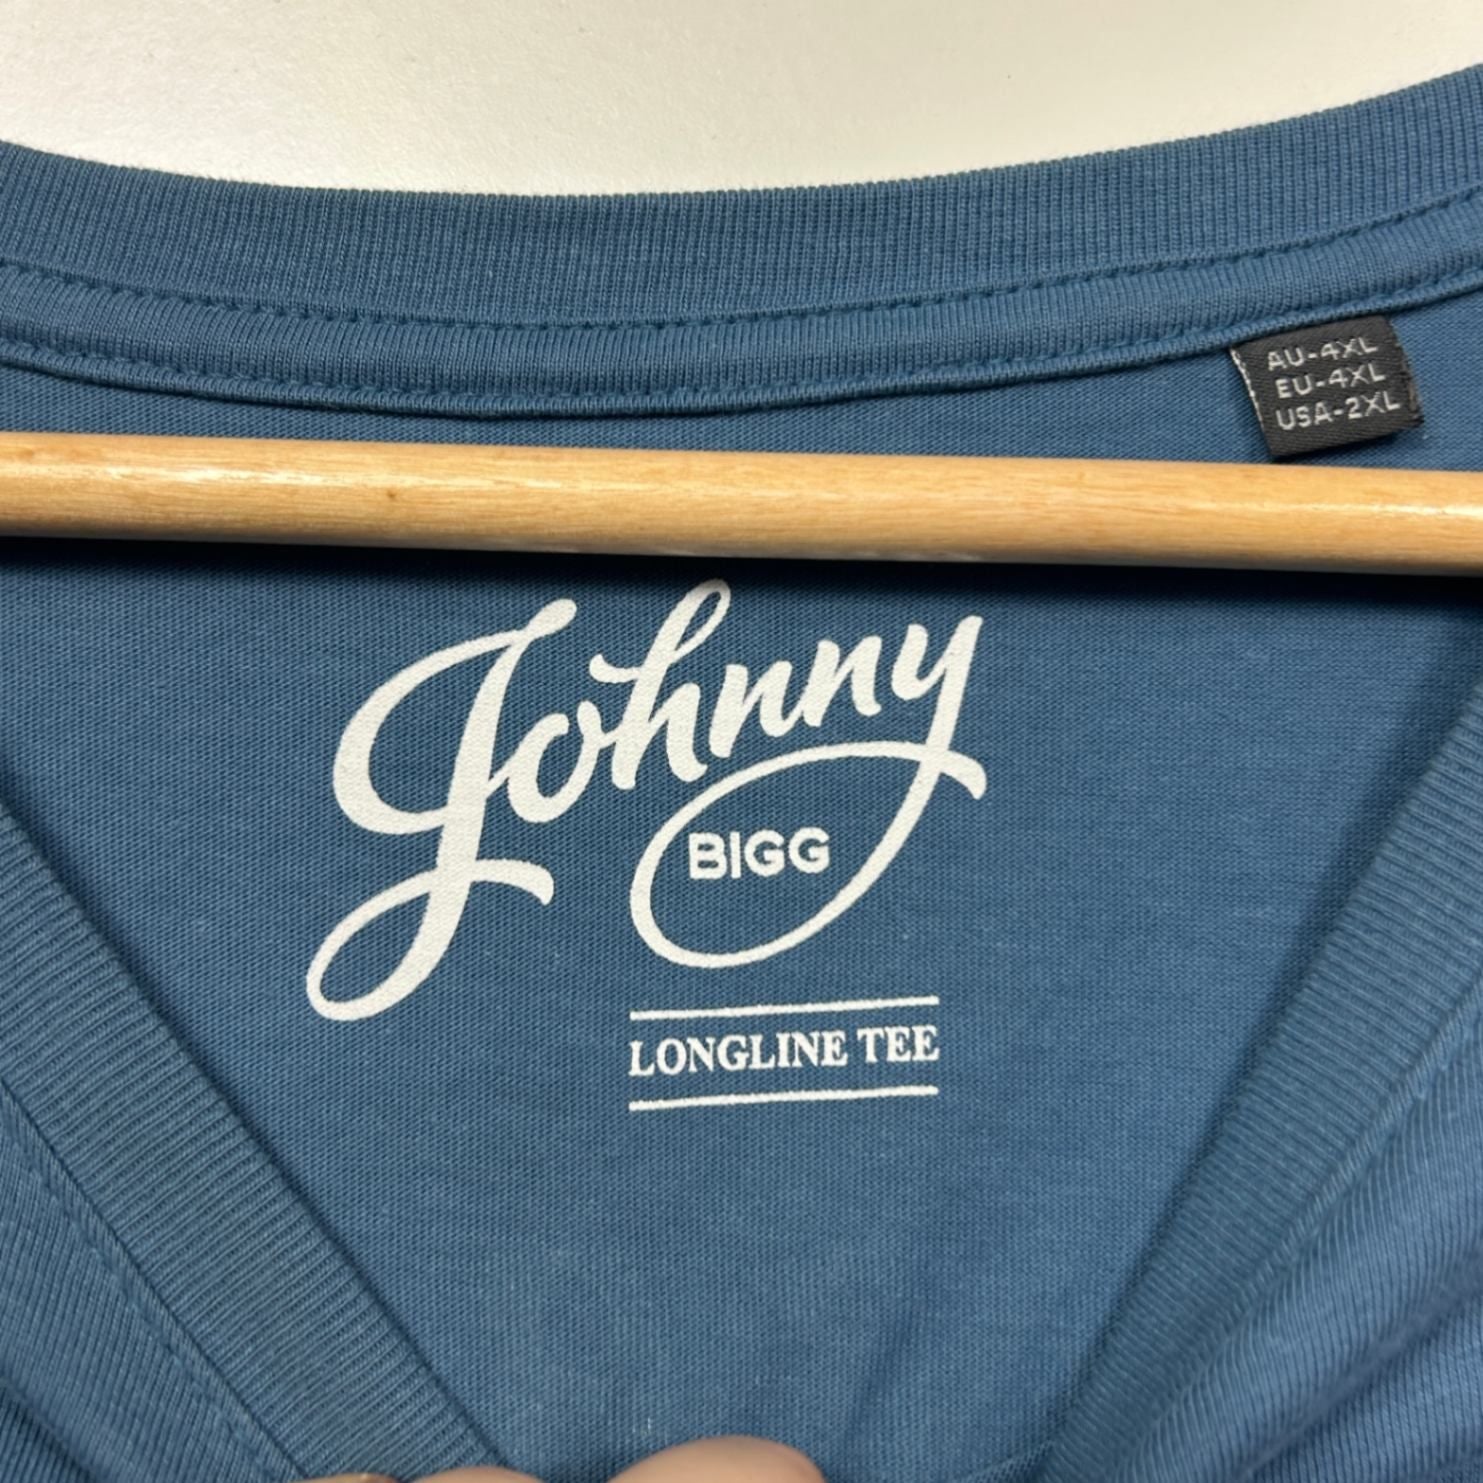 AU-4XL
EU-4XL
USA-2XL
Johnny
BIGG
LONGLINE TEE